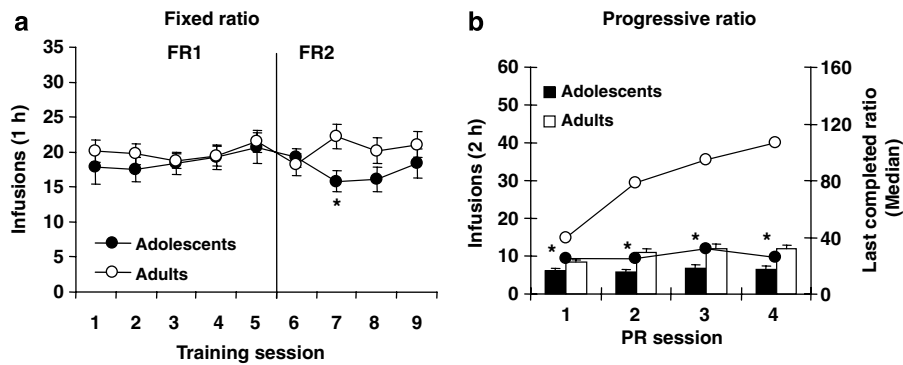 a
Fixed ratio
FR1
FR2
Infusions (1 h)
35
30
25
20
15
10
5
0
*
Adolescents
Adults
1 2 3 4 5 6 7 8 9
Training session
b
Progressive ratio
Infusions (2 h)
60
50
40
30
20
10
0
Adolescents
Adults
* * * *
160
120
80
40
0
Last completed ratio
(Median)
1 2 3 4
PR session